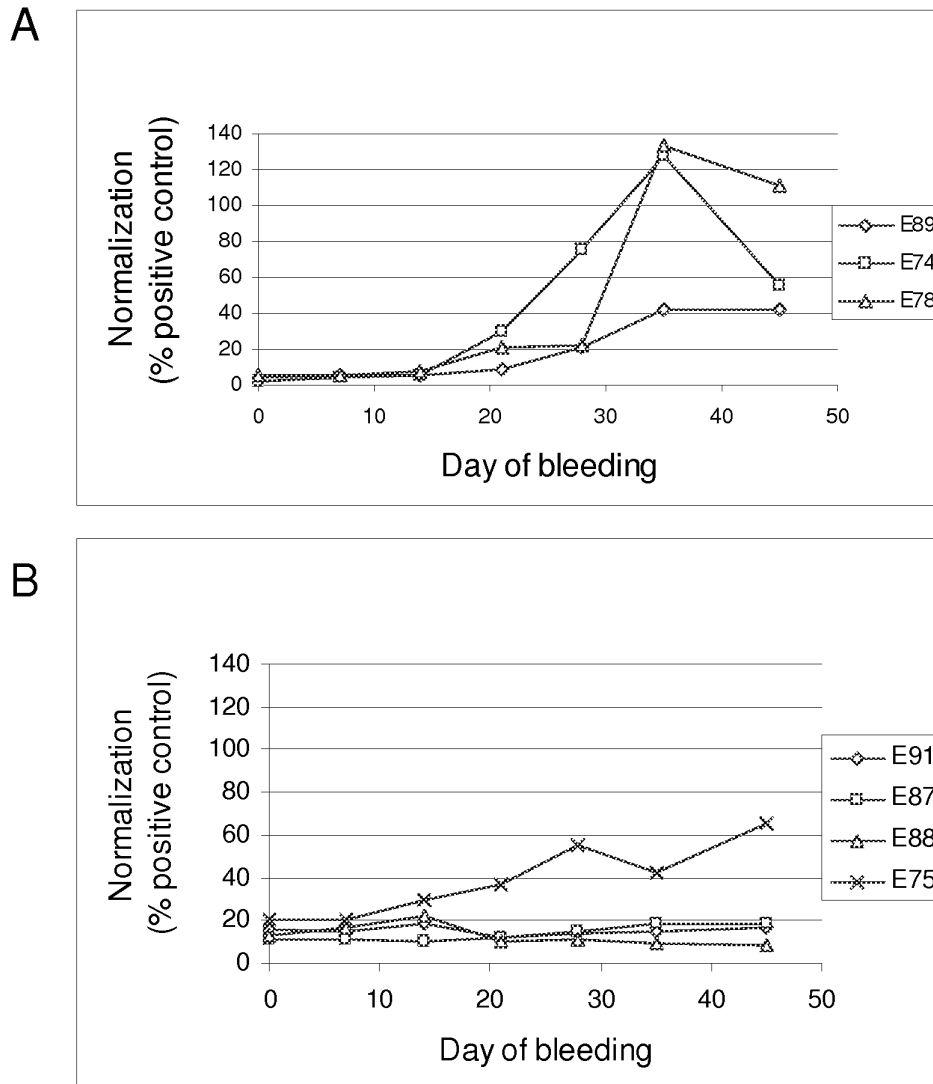 A
Normalization
(% positive control)
140
120
100
80
60
40
20
0
0 10 20 30 40 50
Day of bleeding
E89
E74
E78
B
Normalization
(% positive control)
140
120
100
80
60
40
20
0
0 10 20 30 40 50
Day of bleeding
E91
E87
E88
E75